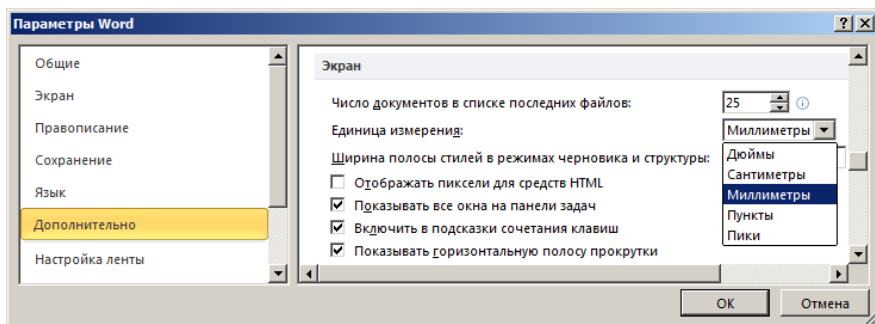 Параметры Word
Общие
Экран
Правописание
Сохранение
Язык
Дополнительно
Настройка ленты
Экран
Число документов в списке последних файлов: 25
Единица измерения: Миллиметры
Ширина полосы стилей в режимах черновика и структуры:
Дюймы
Сантиметры
Миллиметры
Пункты
Пики
Отображать пиксели для средств HTML
Показывать все окна на панели задач
Включить в подсказки сочетания клавиш
Показывать горизонтальную полосу прокрутки
ОК
Отмена